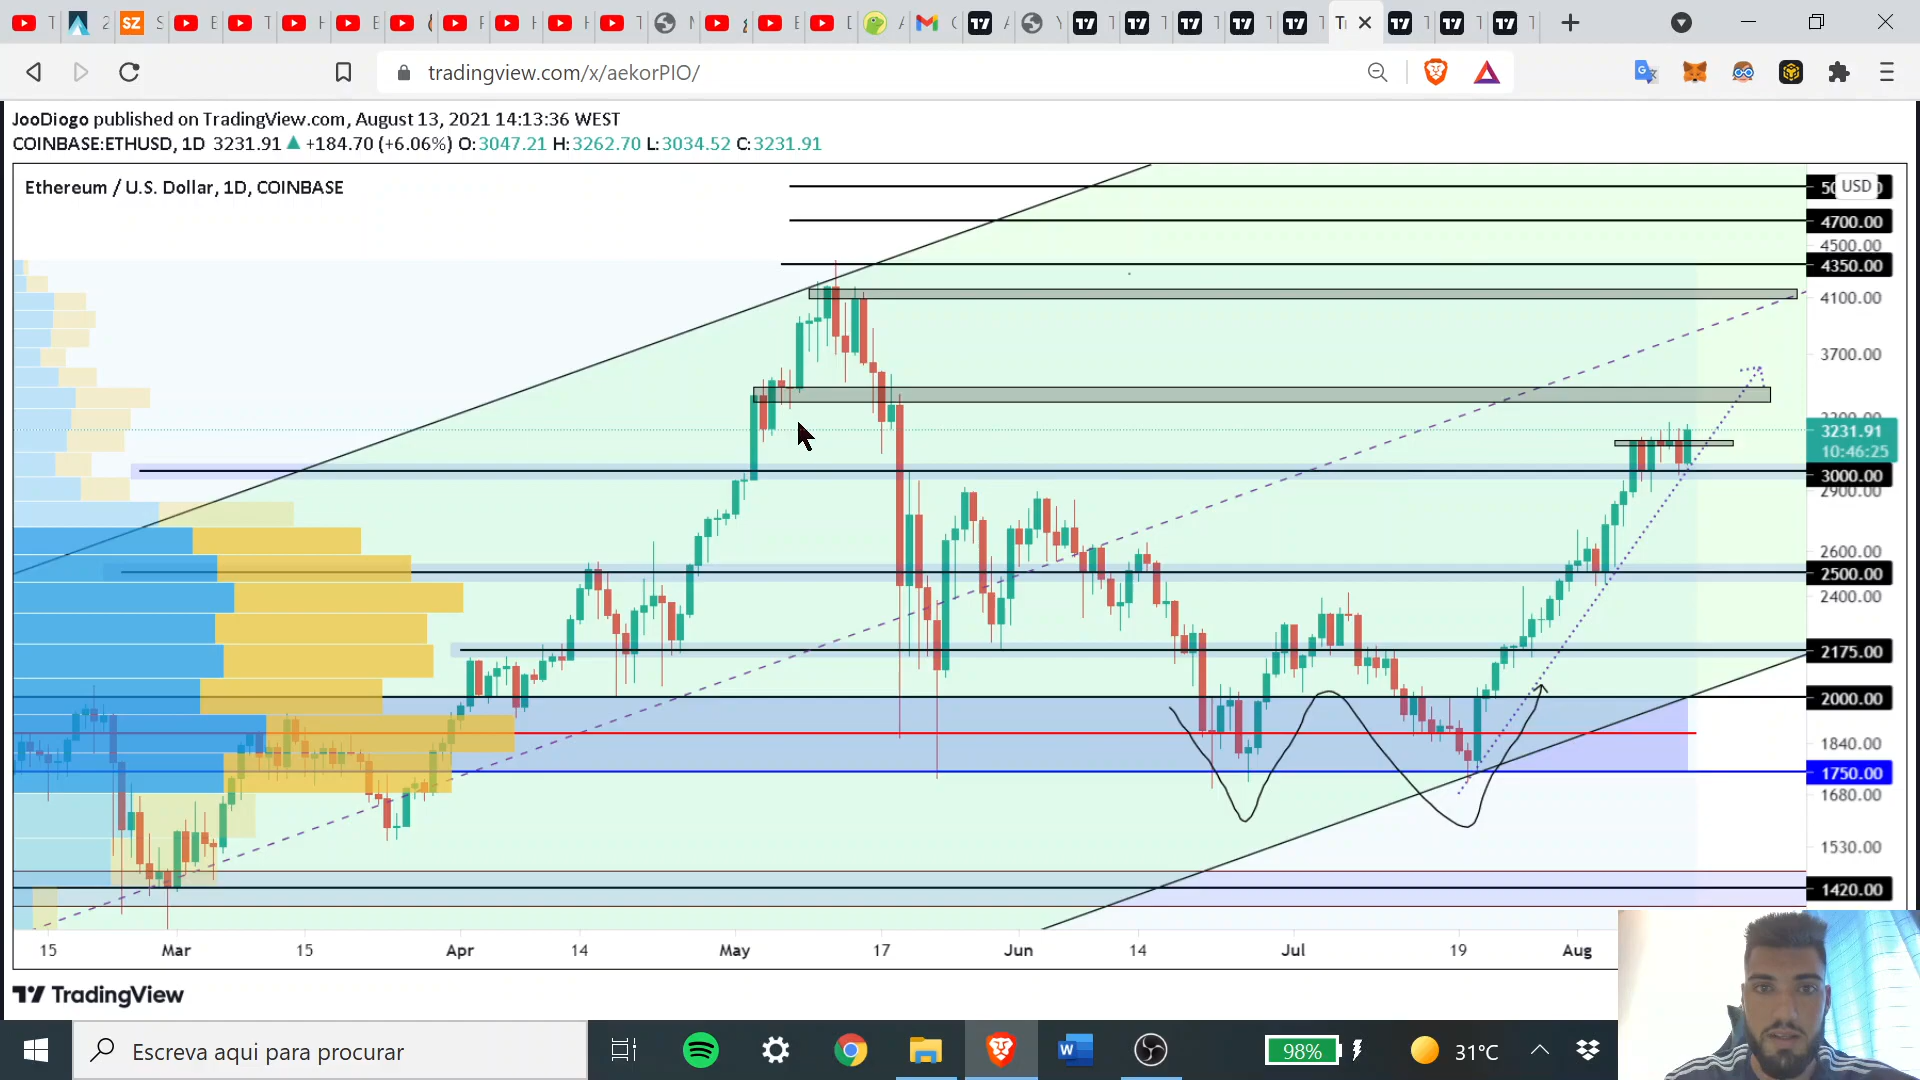 tradingview.com/x/aekorPIO/
JooDiogo published on TradingView.com, August 13, 2021 14:13:36 WEST
COINBASE:ETHUSD, 1D 3231.91 ▲ +184.70 (+6.06%) O:3047.21 H:3262.70 L:3034.52 C:3231.91
Ethereum / U.S. Dollar, 1D, COINBASE
USD
4700.00
4500.00
4350.00
4100.00
3700.00
3231.91
10:46:25
3000.00
2900.00
2600.00
2500.00
2400.00
2175.00
2000.00
1840.00
1750.00
1680.00
1530.00
1420.00
15 Mar 15 Apr 14 May 17 Jun 14 Jul 19 Aug
TradingView
Escreva aqui para procurar
98%
31°C